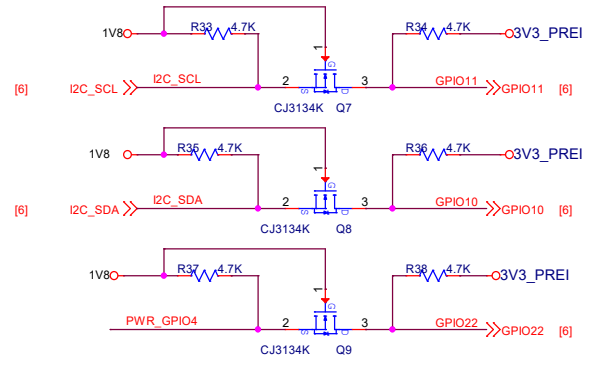 1V8 R33 4.7K R34 4.7K 3V3_PREI
1 G
[6] I2C_SCL I2C_SCL 2 S D 3 GPIO11 GPIO11 [6]
CJ3134K Q7
1V8 R35 4.7K R36 4.7K 3V3_PREI
1 G
[6] I2C_SDA I2C_SDA 2 S D 3 GPIO10 GPIO10 [6]
CJ3134K Q8
1V8 R37 4.7K R38 4.7K 3V3_PREI
1 G
PWR_GPIO4 2 S D 3 GPIO22 GPIO22 [6]
CJ3134K Q9